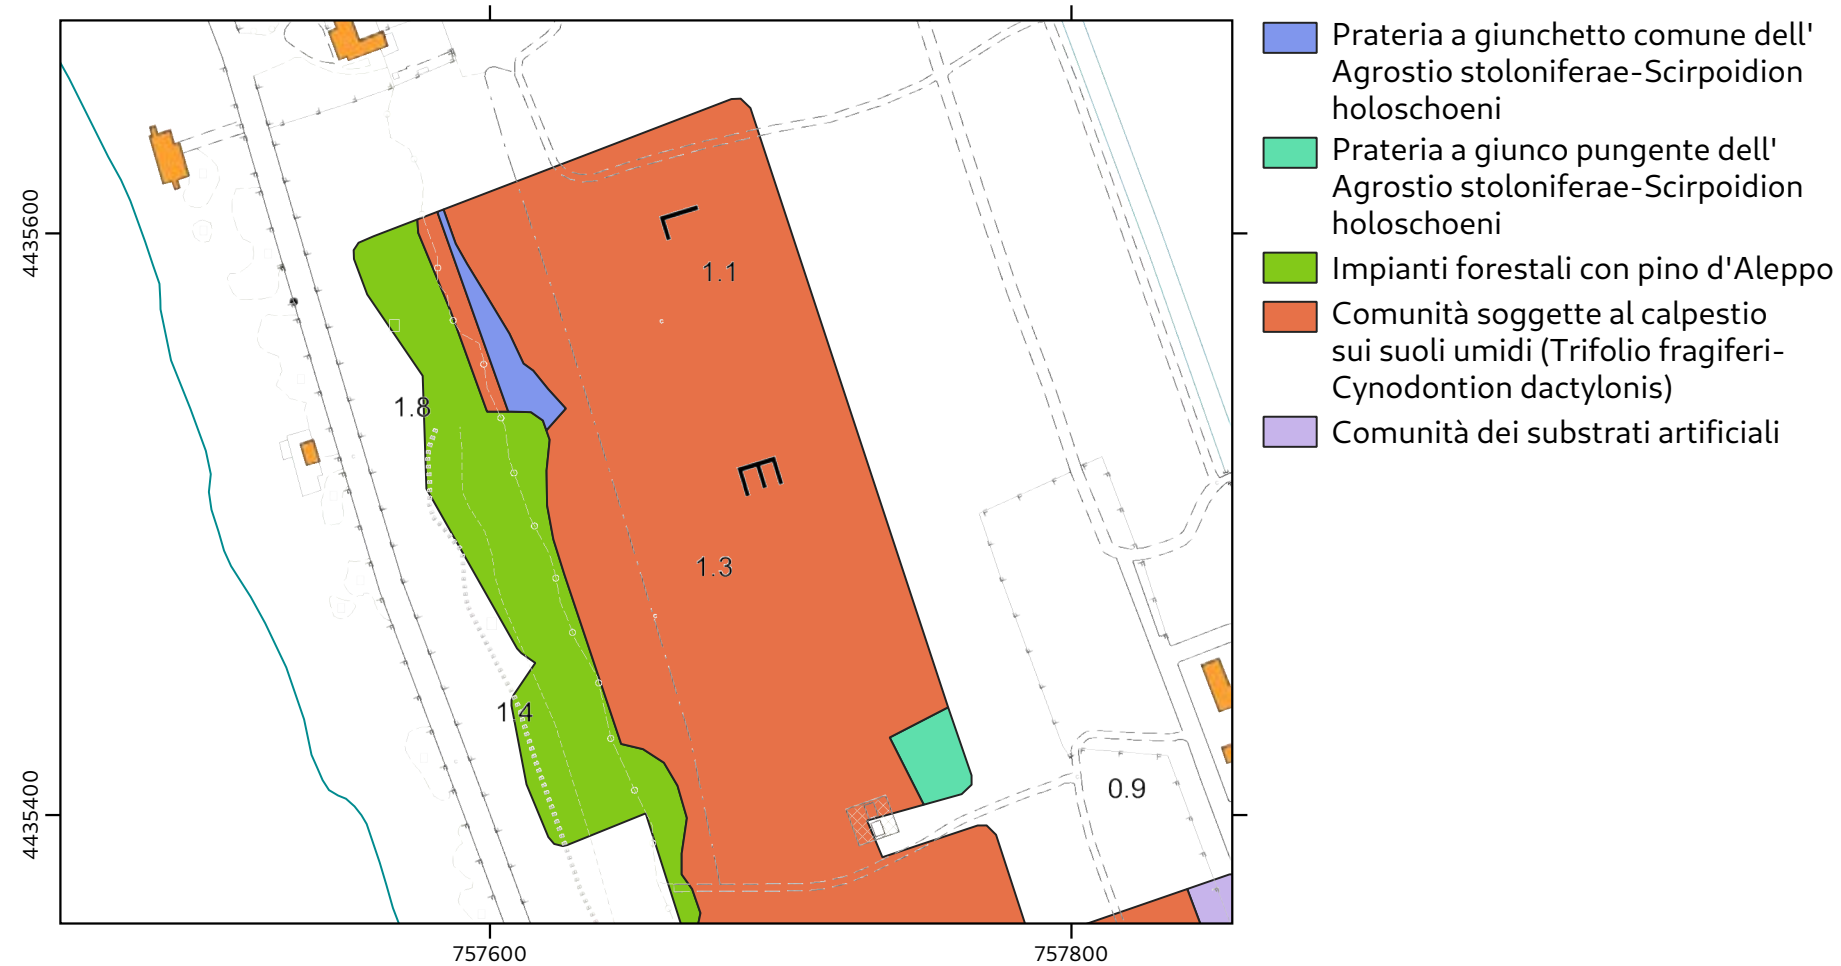 Prateria a giunchetto comune dell'
Agrostio stoloniferae-Scirpoidion
holoschoeni
Prateria a giunco pungente dell'
Agrostio stoloniferae-Scirpoidion
holoschoeni
Impianti forestali con pino d'Aleppo
Comunità soggette al calpestio
sui suoli umidi (Trifolio fragiferi-
Cynodontion dactylonis)
Comunità dei substrati artificiali
4435600
4435400
757600
757800
L
1.1
1.8
E
1.3
1.4
0.9